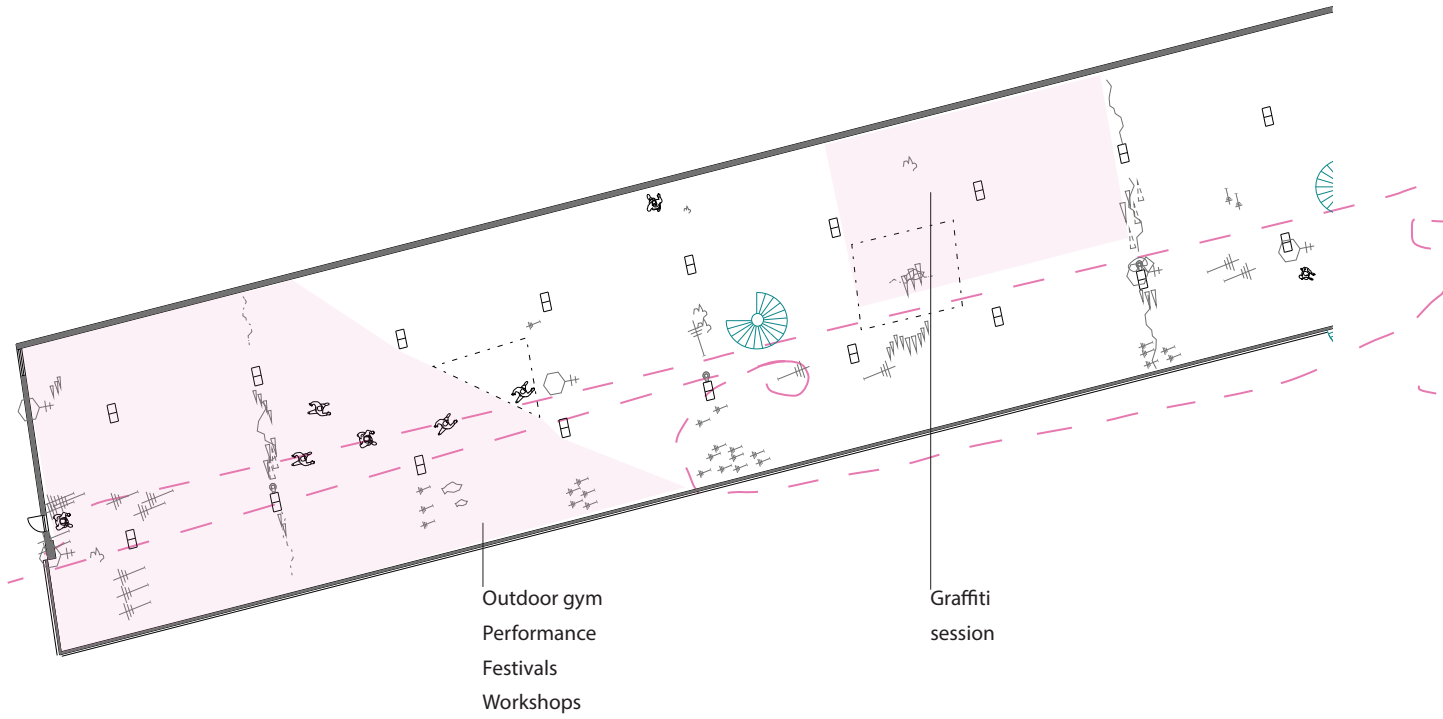 Outdoor gym
Performance
Festivals
Workshops
Graffiti
session